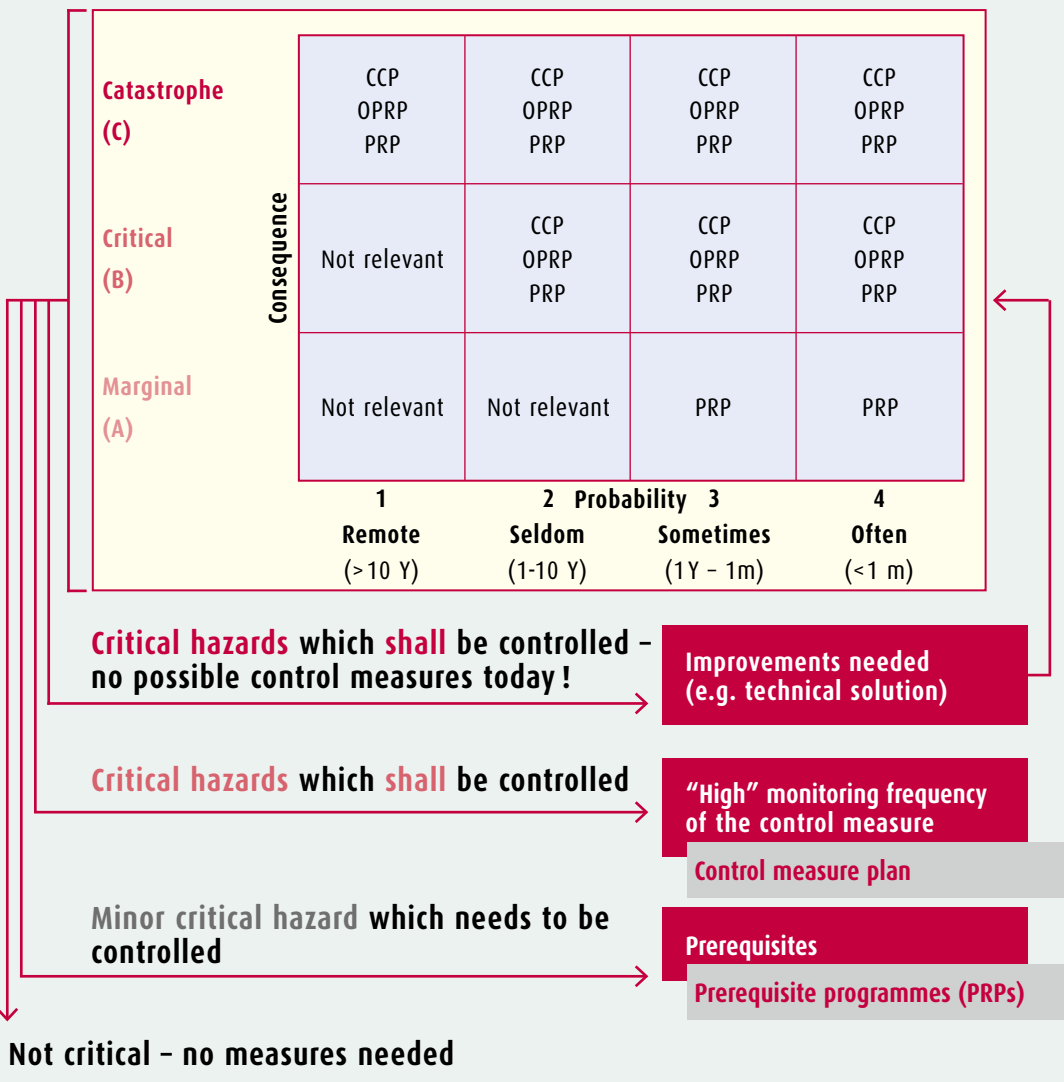 Catastrophe
(C)
CCP
OPRP
PRP
CCP
OPRP
PRP
CCP
OPRP
PRP
CCP
OPRP
PRP
Consequence
Critical
(B)
Not relevant
CCP
OPRP
PRP
CCP
OPRP
PRP
CCP
OPRP
PRP
Marginal
(A)
Not relevant
Not relevant
PRP
PRP
1
2
Probability
3
4
Remote
Seldom
Sometimes
Often
(>10 Y)
(1-10 Y)
(1Y – 1m)
(<1 m)
Critical hazards which shall be controlled –
no possible control measures today!
Improvements needed
(e.g. technical solution)
Critical hazards which shall be controlled
“High” monitoring frequency
of the control measure
Control measure plan
Minor critical hazard which needs to be
controlled
Prerequisites
Prerequisite programmes (PRPs)
Not critical – no measures needed